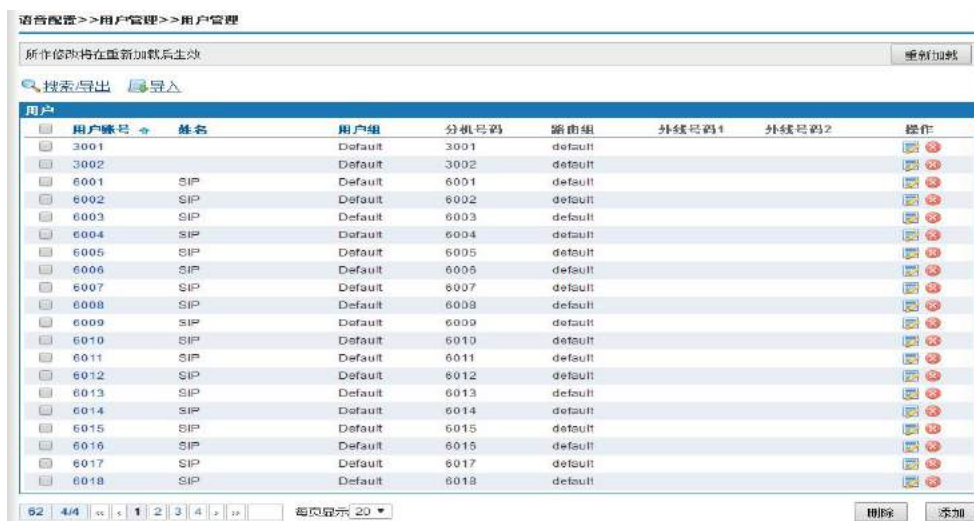 语音配置>>用户管理>>用户管理
所作修改将在重新加载后生效 重新加载
搜索/导出 导入
用户
用户账号 姓名 用户组 分机号码 路由组 外线号码1 外线号码2 操作
3001 Default 3001 default
3002 Default 3002 default
6001 SIP Default 6001 default
6002 SIP Default 6002 default
6003 SIP Default 6003 default
6004 SIP Default 6004 default
6005 SIP Default 6005 default
6006 SIP Default 6006 default
6007 SIP Default 6007 default
6008 SIP Default 6008 default
6009 SIP Default 6009 default
6010 SIP Default 6010 default
6011 SIP Default 6011 default
6012 SIP Default 6012 default
6013 SIP Default 6013 default
6014 SIP Default 6014 default
6015 SIP Default 6015 default
6016 SIP Default 6016 default
6017 SIP Default 6017 default
6018 SIP Default 6018 default
62 4/4 « < 1 2 3 4 > » 每页显示 20 删除 添加